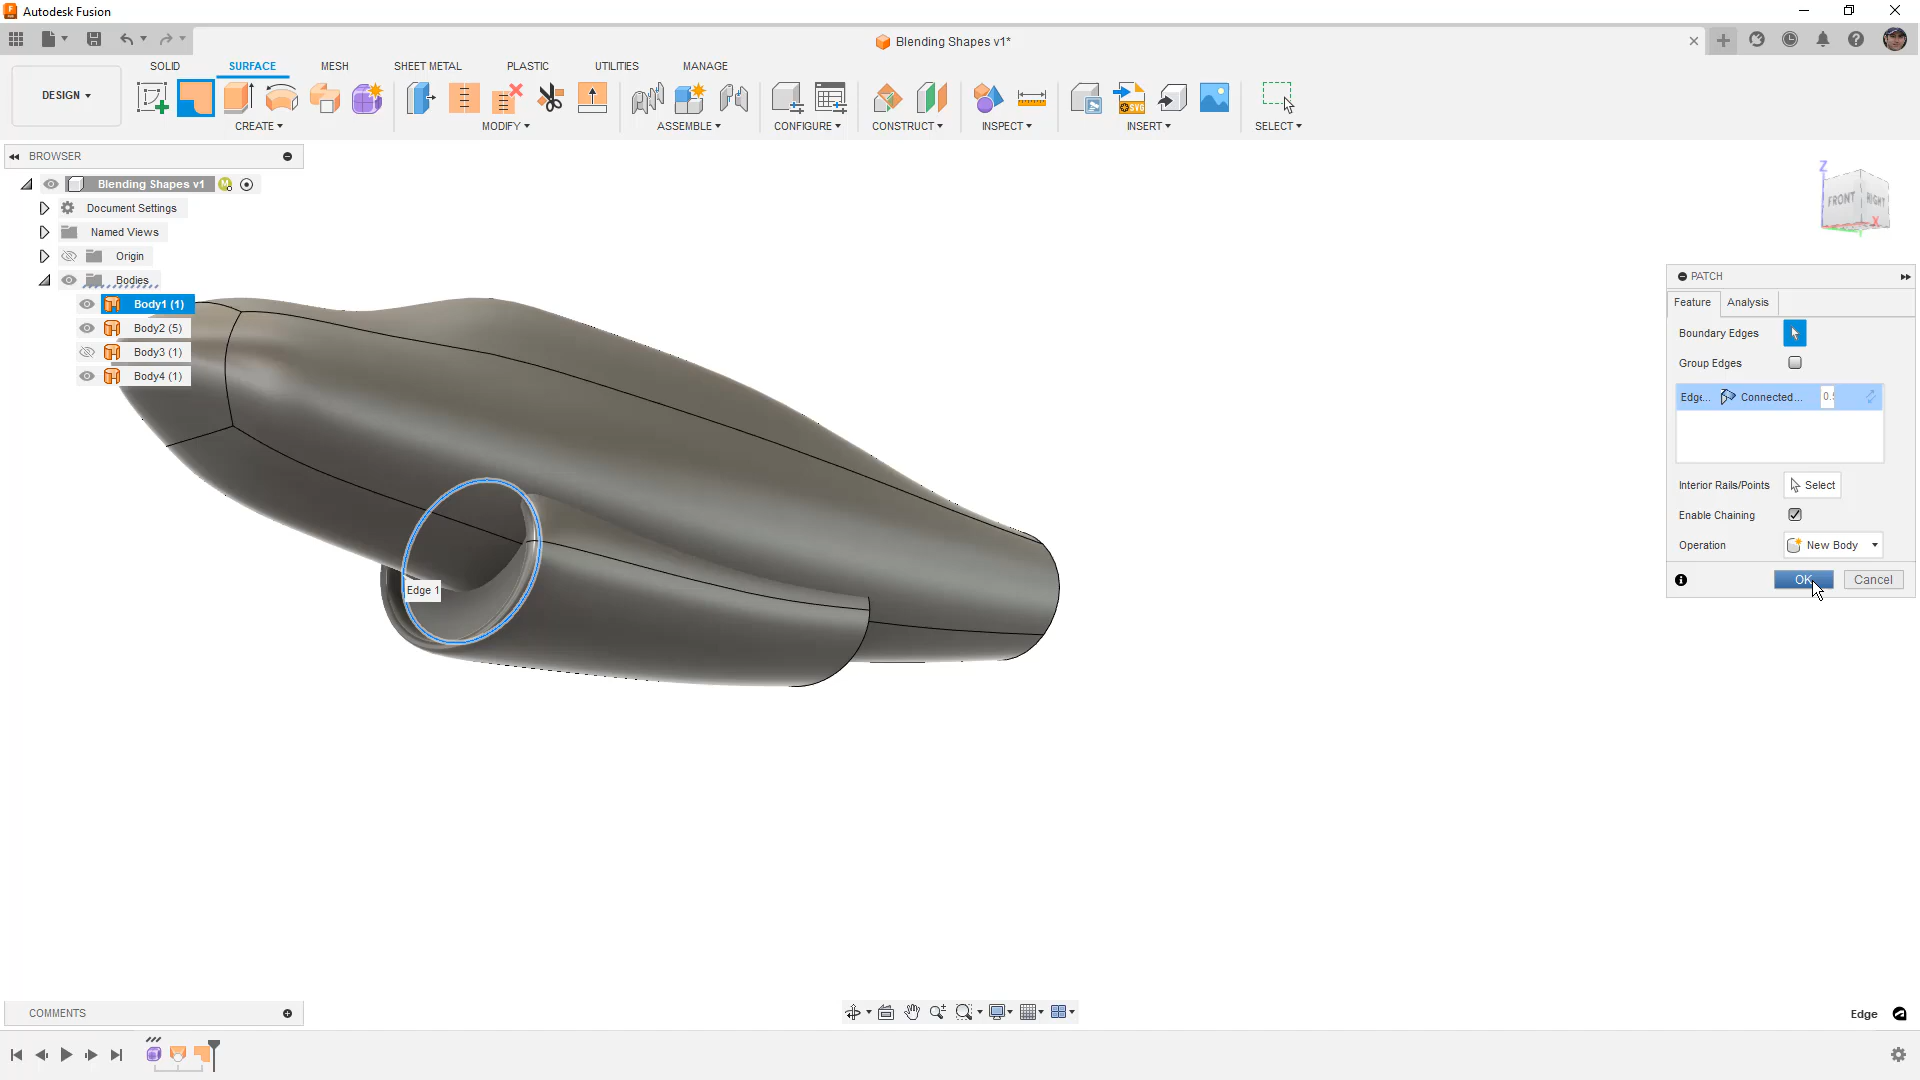 Autodesk Fusion
Blending Shapes v1*
SOLID SURFACE MESH SHEET METAL PLASTIC UTILITIES MANAGE
DESIGN
CREATE MODIFY ASSEMBLE CONFIGURE CONSTRUCT INSPECT INSERT SELECT
BROWSER
Blending Shapes v1
Document Settings
Named Views
Origin
Bodies
Body1 (1)
Body2 (5)
Body3 (1)
Body4 (1)
Z
FRONT RIGHT
X
PATCH
Feature Analysis
Boundary Edges
Group Edges
Edge... Connected...
Interior Rails/Points Select
Enable Chaining
Operation New Body
OK Cancel
Edge 1
COMMENTS
Edge